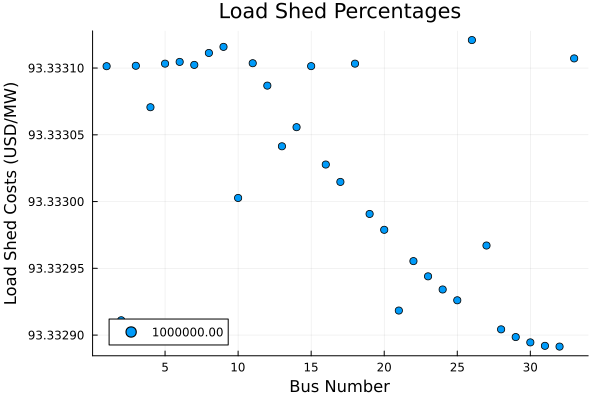 Load Shed Percentages
Load Shed Costs (USD/MW)
93.33310
93.33305
93.33300
93.33295
93.33290
1000000.00
5 10 15 20 25 30
Bus Number